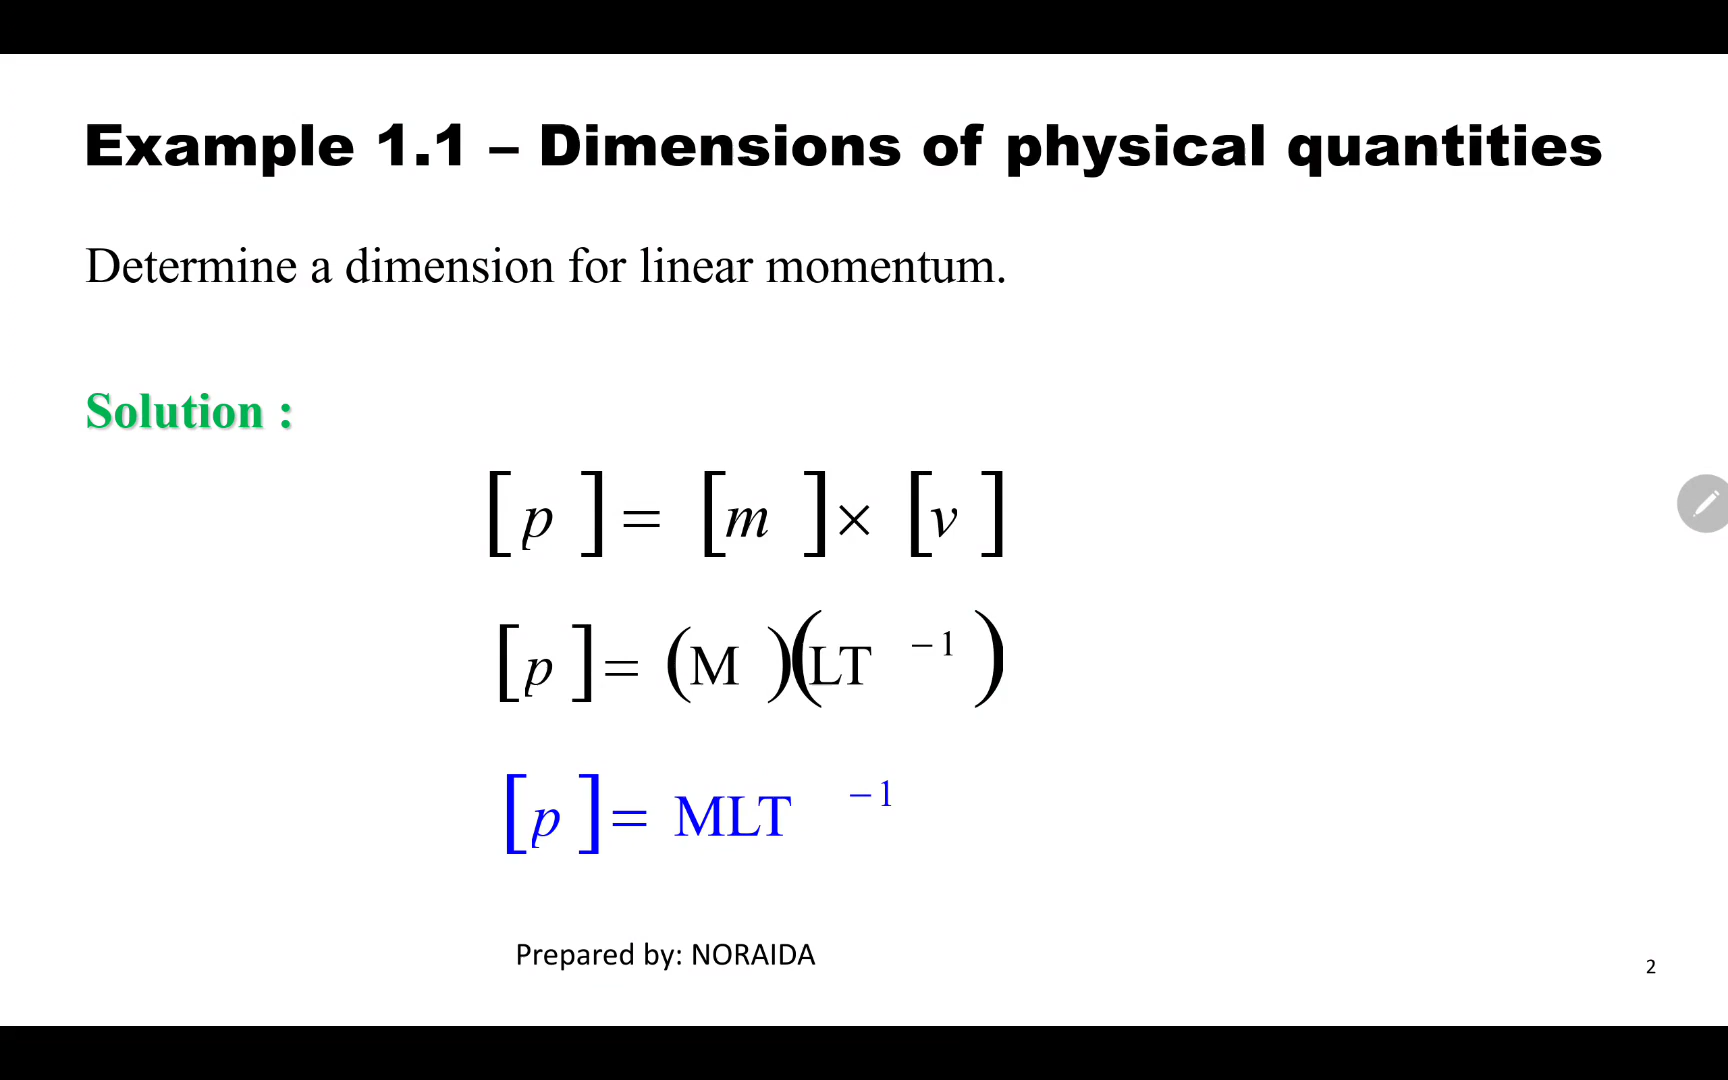 Example 1.1 – Dimensions of physical quantities
Determine a dimension for linear momentum.
Solution :
[p] = [m] × [v]
[p] = (M)(LT⁻¹)
[p] = MLT⁻¹
Prepared by: NORAIDA
2